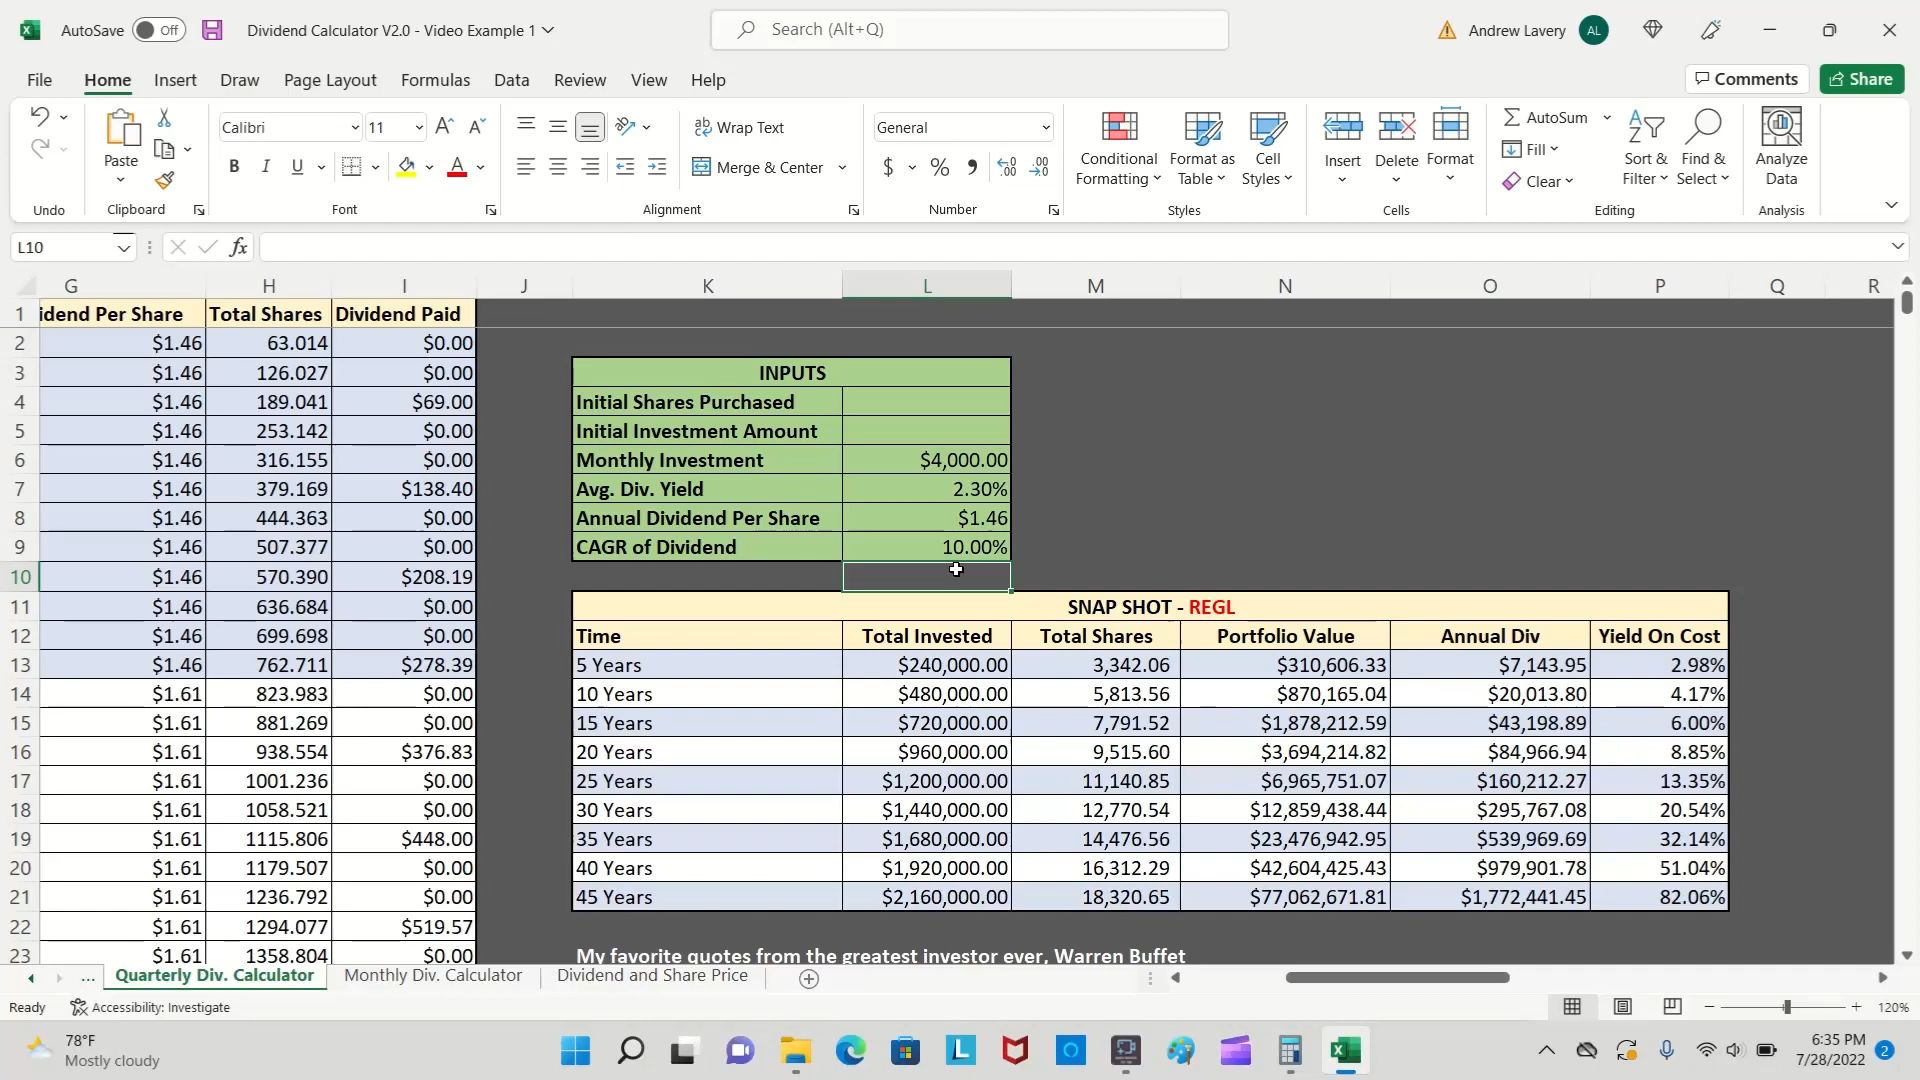 AutoSave Off Dividend Calculator V2.0 - Video Example 1 Search (Alt+Q) Andrew Lavery AL
File Home Insert Draw Page Layout Formulas Data Review View Help Comments Share
Calibri 11 Wrap Text General AutoSum
Paste B I U Merge & Center $ % Conditional Formatting Format as Table Cell Styles Insert Delete Format Fill Clear Sort & Filter Find & Select Analyze Data
Undo Clipboard Font Alignment Number Styles Cells Editing Analysis
L10 fx
G H I J K L M N O P Q R
1 idend Per Share Total Shares Dividend Paid
2 $1.46 63.014 $0.00
3 $1.46 126.027 $0.00 INPUTS
4 $1.46 189.041 $69.00 Initial Shares Purchased
5 $1.46 253.142 $0.00 Initial Investment Amount
6 $1.46 316.155 $0.00 Monthly Investment $4,000.00
7 $1.46 379.169 $138.40 Avg. Div. Yield 2.30%
8 $1.46 444.363 $0.00 Annual Dividend Per Share $1.46
9 $1.46 507.377 $0.00 CAGR of Dividend 10.00%
10 $1.46 570.390 $208.19
11 $1.46 636.684 $0.00 SNAP SHOT - REGL
12 $1.46 699.698 $0.00 Time Total Invested Total Shares Portfolio Value Annual Div Yield On Cost
13 $1.46 762.711 $278.39 5 Years $240,000.00 3,342.06 $310,606.33 $7,143.95 2.98%
14 $1.61 823.983 $0.00 10 Years $480,000.00 5,813.56 $870,165.04 $20,013.80 4.17%
15 $1.61 881.269 $0.00 15 Years $720,000.00 7,791.52 $1,878,212.59 $43,198.89 6.00%
16 $1.61 938.554 $376.83 20 Years $960,000.00 9,515.60 $3,694,214.82 $84,966.94 8.85%
17 $1.61 1001.236 $0.00 25 Years $1,200,000.00 11,140.85 $6,965,751.07 $160,212.27 13.35%
18 $1.61 1058.521 $0.00 30 Years $1,440,000.00 12,770.54 $12,859,438.44 $295,767.08 20.54%
19 $1.61 1115.806 $448.00 35 Years $1,680,000.00 14,476.56 $23,476,942.95 $539,969.69 32.14%
20 $1.61 1179.507 $0.00 40 Years $1,920,000.00 16,312.29 $42,604,425.43 $979,901.78 51.04%
21 $1.61 1236.792 $0.00 45 Years $2,160,000.00 18,320.65 $77,062,671.81 $1,772,441.45 82.06%
22 $1.61 1294.077 $519.57
23 $1.61 1358.804 $0.00 My favorite quotes from the greatest investor ever, Warren Buffet
... Quarterly Div. Calculator Monthly Div. Calculator Dividend and Share Price
Ready Accessibility: Investigate 120%
78°F
Mostly cloudy
6:35 PM
7/28/2022 2